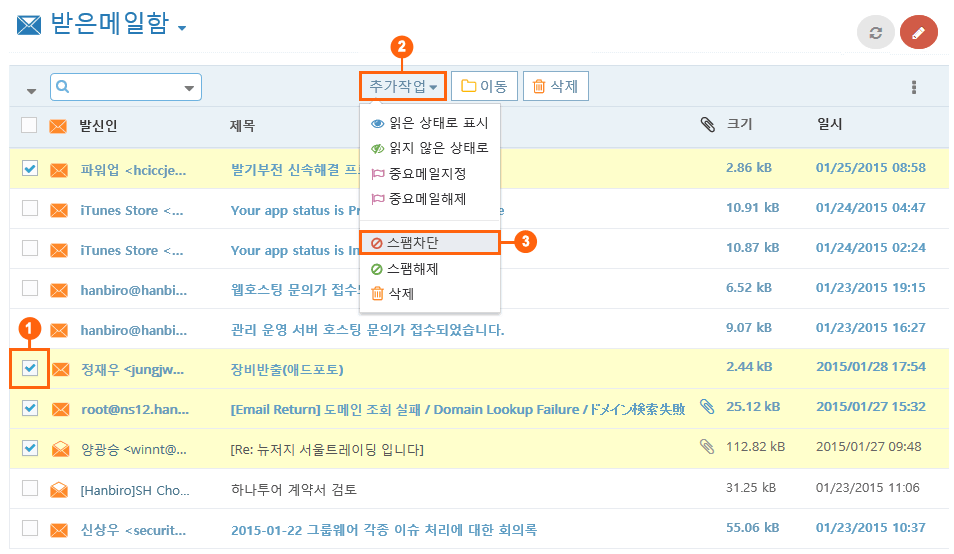 받은메일함
2
추가작업 이동 삭제
발신인 제목 크기 일시
읽은 상태로 표시
읽지 않은 상태로
중요메일지정
중요메일해제
스팸차단 3
스팸해제
삭제
파워업 <hciccje... 발기부전 신속해결 프 2.86 kB 01/25/2015 08:58
iTunes Store <... Your app status is Pr e 10.91 kB 01/24/2015 04:47
iTunes Store <... Your app status is In 10.87 kB 01/24/2015 02:24
hanbiro@hanbi... 웹호스팅 문의가 접수 6.52 kB 01/23/2015 19:15
hanbiro@hanbi... 관리 운영 서버 호스팅 문의가 접수되었습니다. 9.07 kB 01/23/2015 16:27
1
정재우 <jungjw... 장비반출(애드포토) 2.44 kB 2015/01/28 17:54
root@ns12.han... [Email Return] 도메인 조회 실패 / Domain Lookup Failure / ドメイン検索失敗 25.12 kB 2015/01/27 15:32
양광승 <winnt@... [Re: 뉴저지 서울트레이딩 입니다] 112.82 kB 2015/01/27 09:48
[Hanbiro]SH Cho... 하나투어 계약서 검토 31.25 kB 01/23/2015 11:06
신상우 <securit... 2015-01-22 그룹웨어 각종 이슈 처리에 대한 회의록 55.06 kB 01/23/2015 10:37